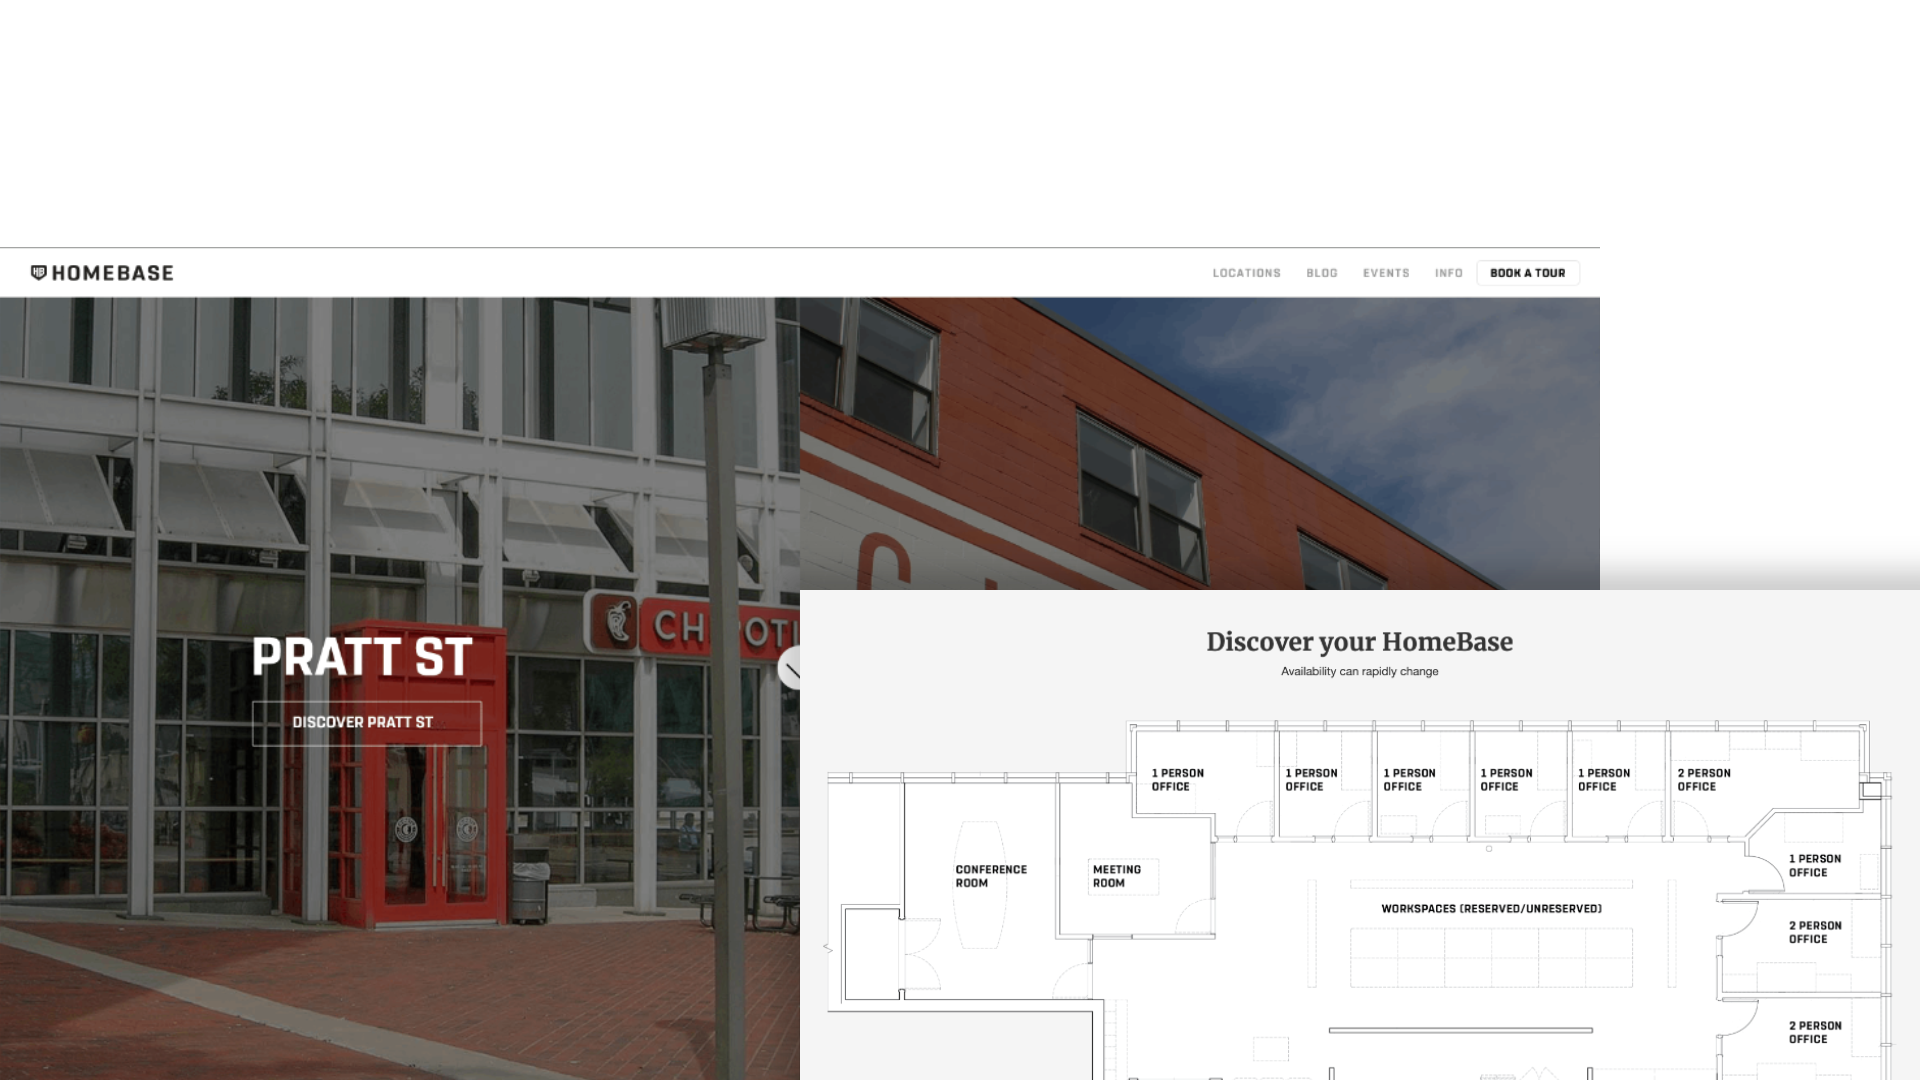 HOMEBASE
LOCATIONS BLOG EVENTS INFO BOOK A TOUR
PRATT ST
DISCOVER PRATT ST
Discover your HomeBase
Availability can rapidly change
1 PERSON
OFFICE
1 PERSON
OFFICE
1 PERSON
OFFICE
1 PERSON
OFFICE
1 PERSON
OFFICE
2 PERSON
OFFICE
1 PERSON
OFFICE
CONFERENCE
ROOM
MEETING
ROOM
WORKSPACES (RESERVED/UNRESERVED)
2 PERSON
OFFICE
2 PERSON
OFFICE